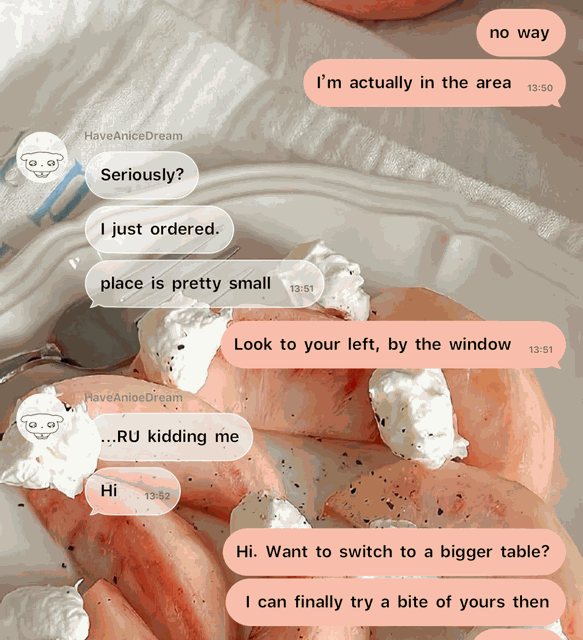 no way
I'm actually in the area 13:50
HaveAniceDream
Seriously?
I just ordered.
place is pretty small 13:51
Look to your left, by the window 13:51
HaveAnioeDream
...RU kidding me
Hi 13:52
Hi. Want to switch to a bigger table?
I can finally try a bite of yours then